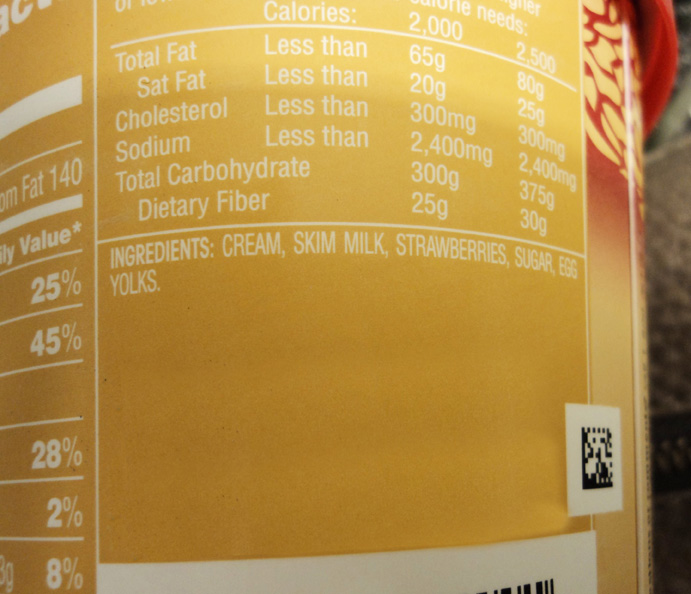 Calories:
2,000
2,500
Total Fat Less than 65g 80g
Sat Fat Less than 20g 25g
Cholesterol Less than 300mg 300mg
Sodium Less than 2,400mg 2,400mg
Total Carbohydrate 300g 375g
Dietary Fiber 25g 30g
INGREDIENTS: CREAM, SKIM MILK, STRAWBERRIES, SUGAR, EGG
YOLKS.
Fat 140
Value*
25%
45%
28%
2%
8%